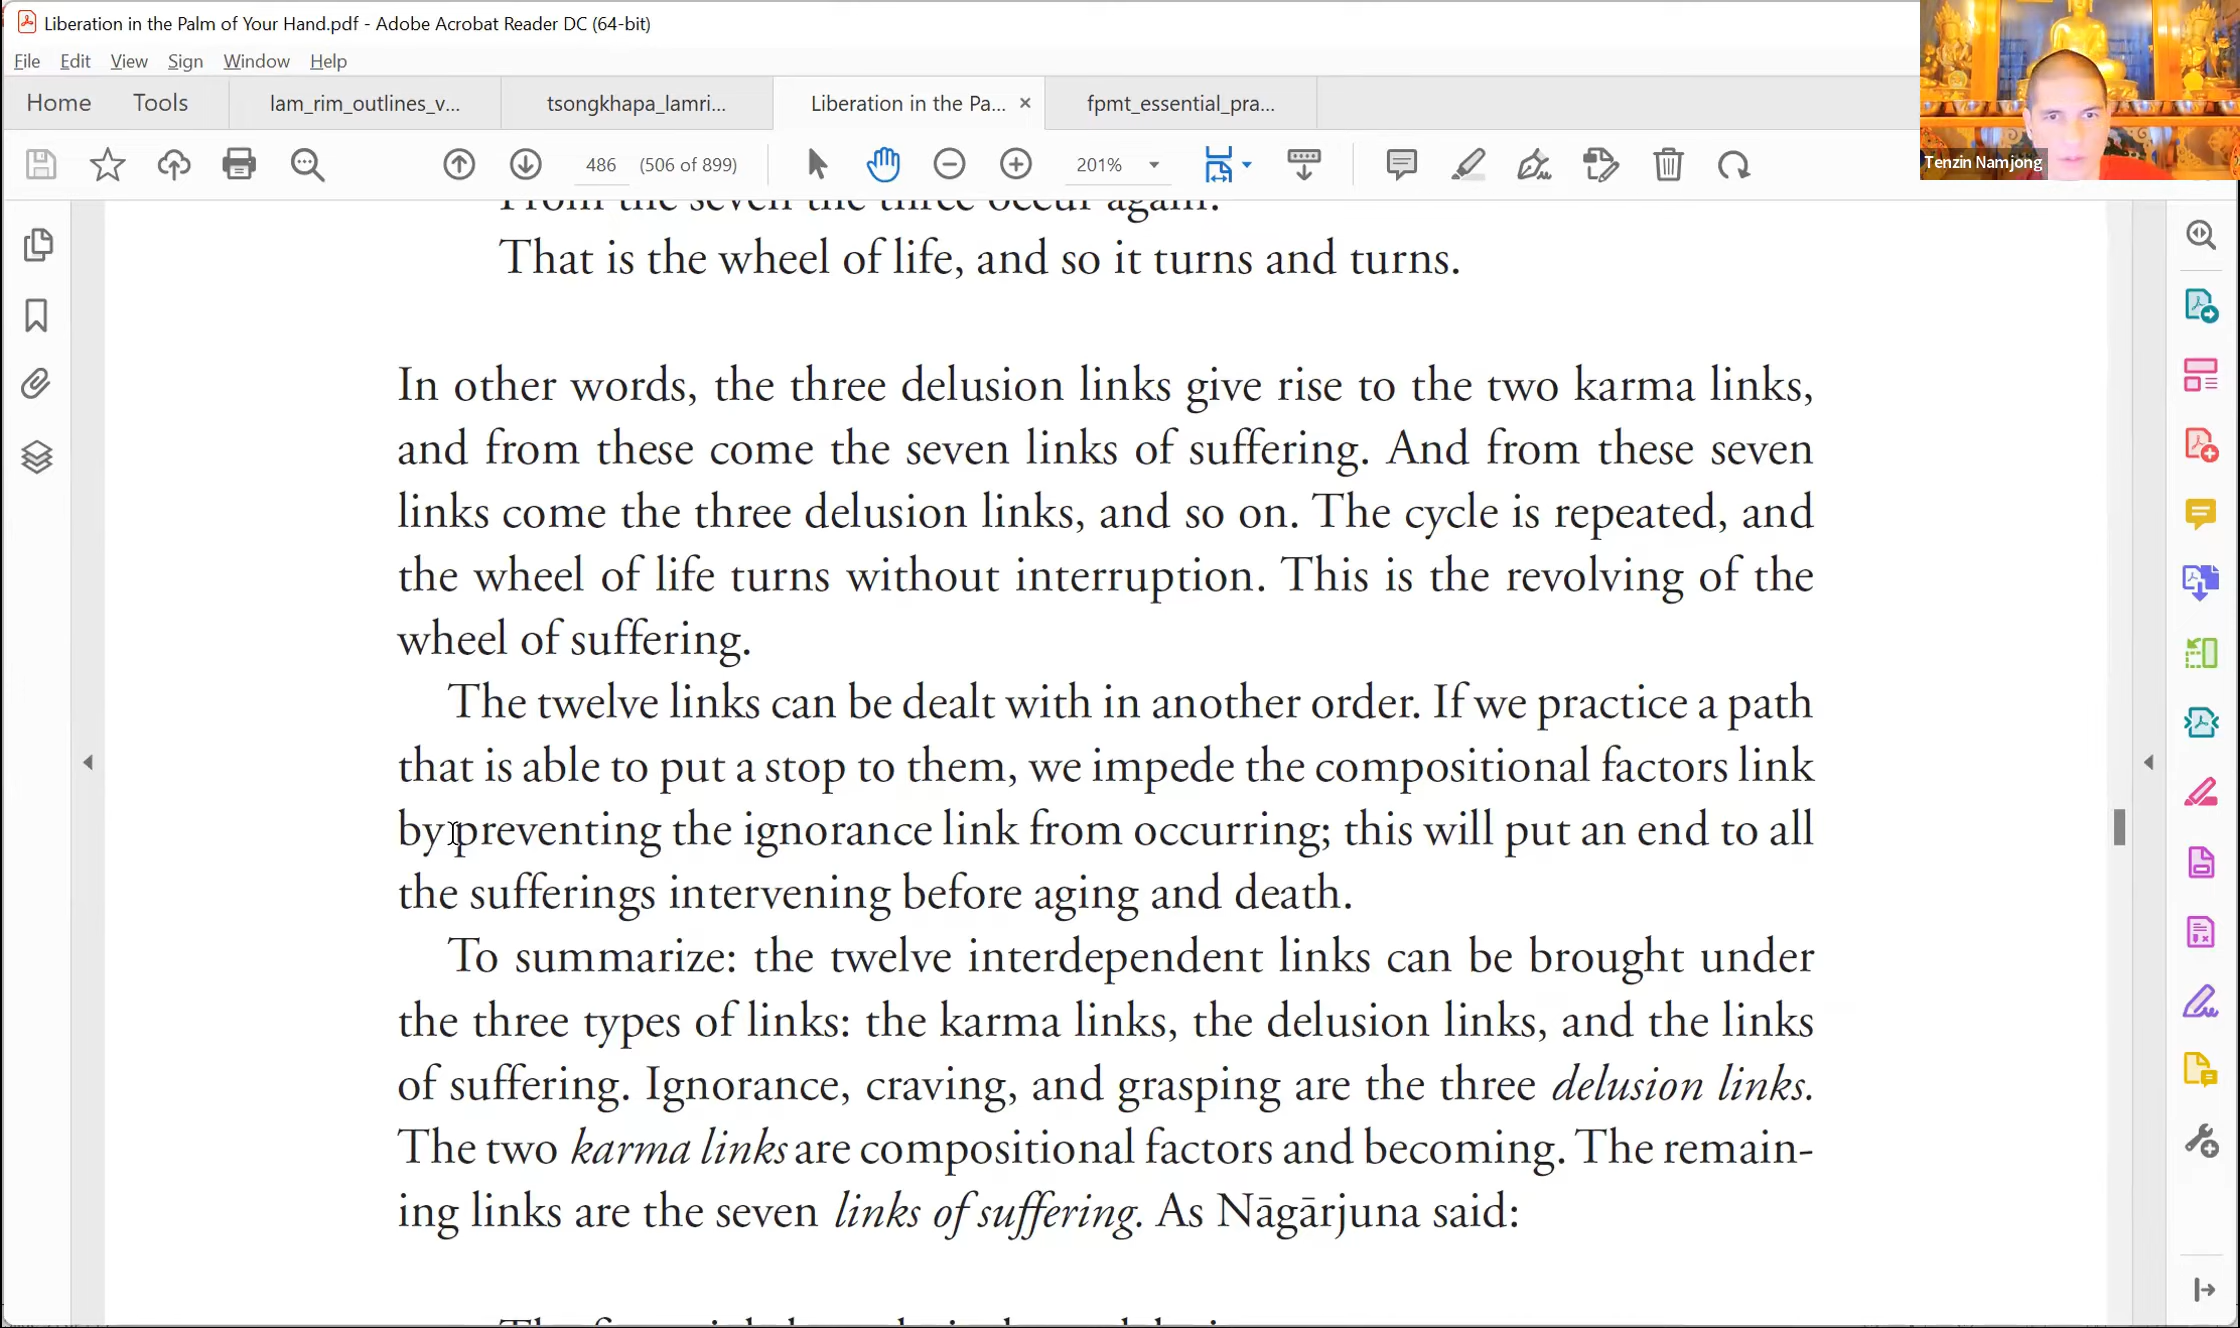 Liberation in the Palm of Your Hand.pdf - Adobe Acrobat Reader DC (64-bit)
File Edit View Sign Window Help
Home Tools lam_rim_outlines_v... tsongkhapa_lamri... Liberation in the Pa... × fpmt_essential_pra...
486 (506 of 899) 201%
Tenzin Namjong
From the seven the three occur again.
That is the wheel of life, and so it turns and turns.
In other words, the three delusion links give rise to the two karma links,
and from these come the seven links of suffering. And from these seven
links come the three delusion links, and so on. The cycle is repeated, and
the wheel of life turns without interruption. This is the revolving of the
wheel of suffering.
The twelve links can be dealt with in another order. If we practice a path
that is able to put a stop to them, we impede the compositional factors link
by preventing the ignorance link from occurring; this will put an end to all
the sufferings intervening before aging and death.
To summarize: the twelve interdependent links can be brought under
the three types of links: the karma links, the delusion links, and the links
of suffering. Ignorance, craving, and grasping are the three delusion links.
The two karma links are compositional factors and becoming. The remain-
ing links are the seven links of suffering. As Nāgārjuna said: